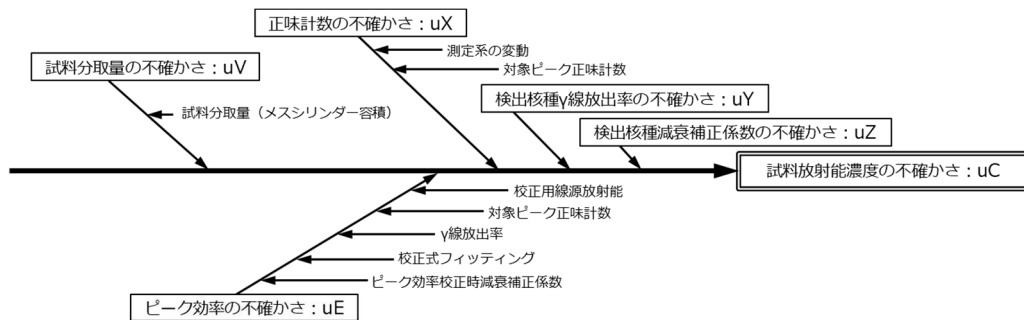 正味計数の不確かさ：uX
測定系の変動
対象ピーク正味計数
試料分取量の不確かさ：uV
試料分取量（メスシリンダー容積）
検出核種γ線放出率の不確かさ：uY
検出核種減衰補正係数の不確かさ：uZ
試料放射能濃度の不確かさ：uC
校正用線源放射能
対象ピーク正味計数
γ線放出率
校正式フィッティング
ピーク効率校正時減衰補正係数
ピーク効率の不確かさ：uE